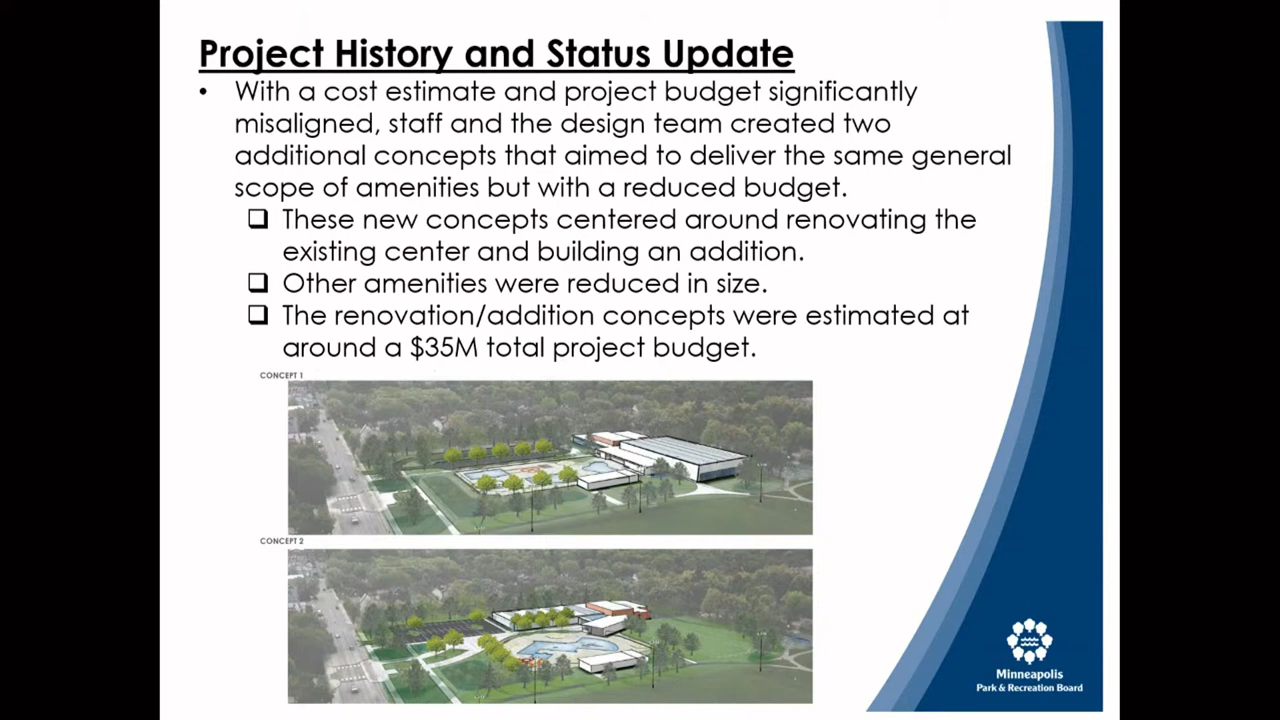 Project History and Status Update
• With a cost estimate and project budget significantly
misaligned, staff and the design team created two
additional concepts that aimed to deliver the same general
scope of amenities but with a reduced budget.
❑ These new concepts centered around renovating the
existing center and building an addition.
❑ Other amenities were reduced in size.
❑ The renovation/addition concepts were estimated at
around a $35M total project budget.
CONCEPT 1
CONCEPT 2
Minneapolis
Park & Recreation Board